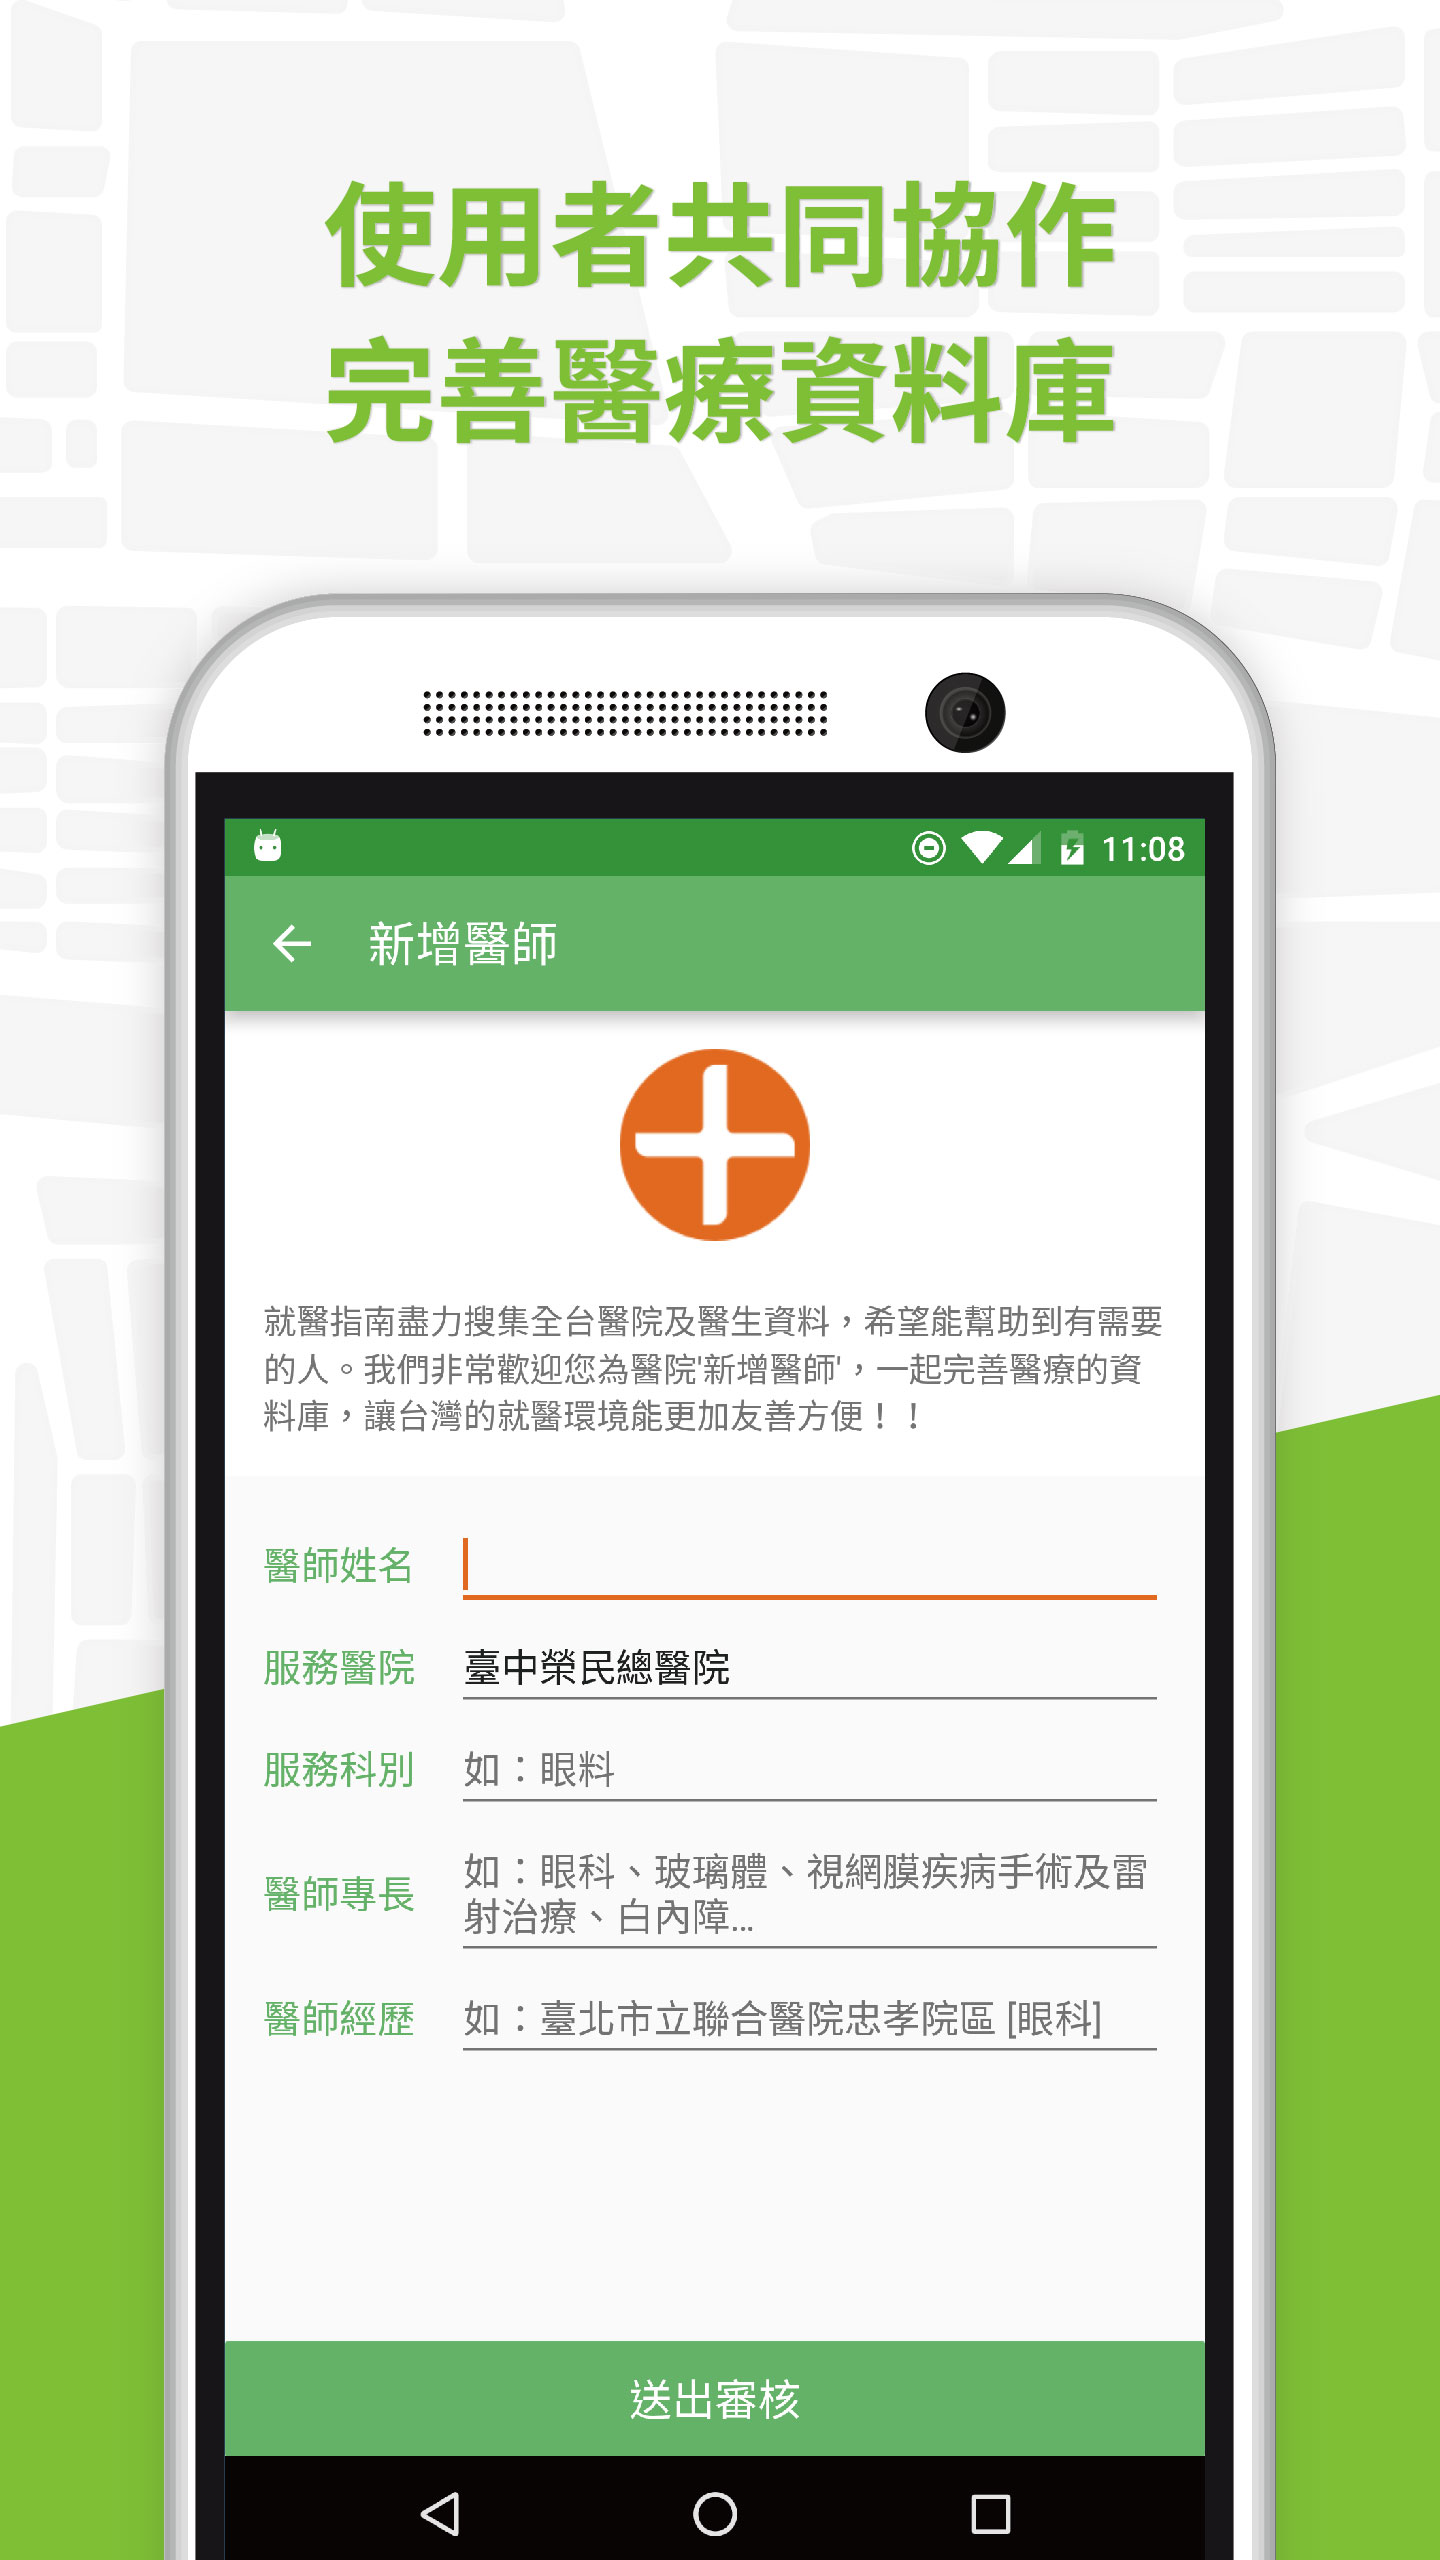 使用者共同協作
完善醫療資料庫
11:08
新增醫師
就醫指南盡力搜集全台醫院及醫生資料，希望能幫助到有需要
的人。我們非常歡迎您為醫院'新增醫師'，一起完善醫療的資
料庫，讓台灣的就醫環境能更加友善方便！！
醫師姓名
服務醫院 臺中榮民總醫院
服務科別 如：眼料
醫師專長 如：眼科、玻璃體、視網膜疾病手術及雷
射治療、白內障...
醫師經歷 如：臺北市立聯合醫院忠孝院區 [眼科]
送出審核